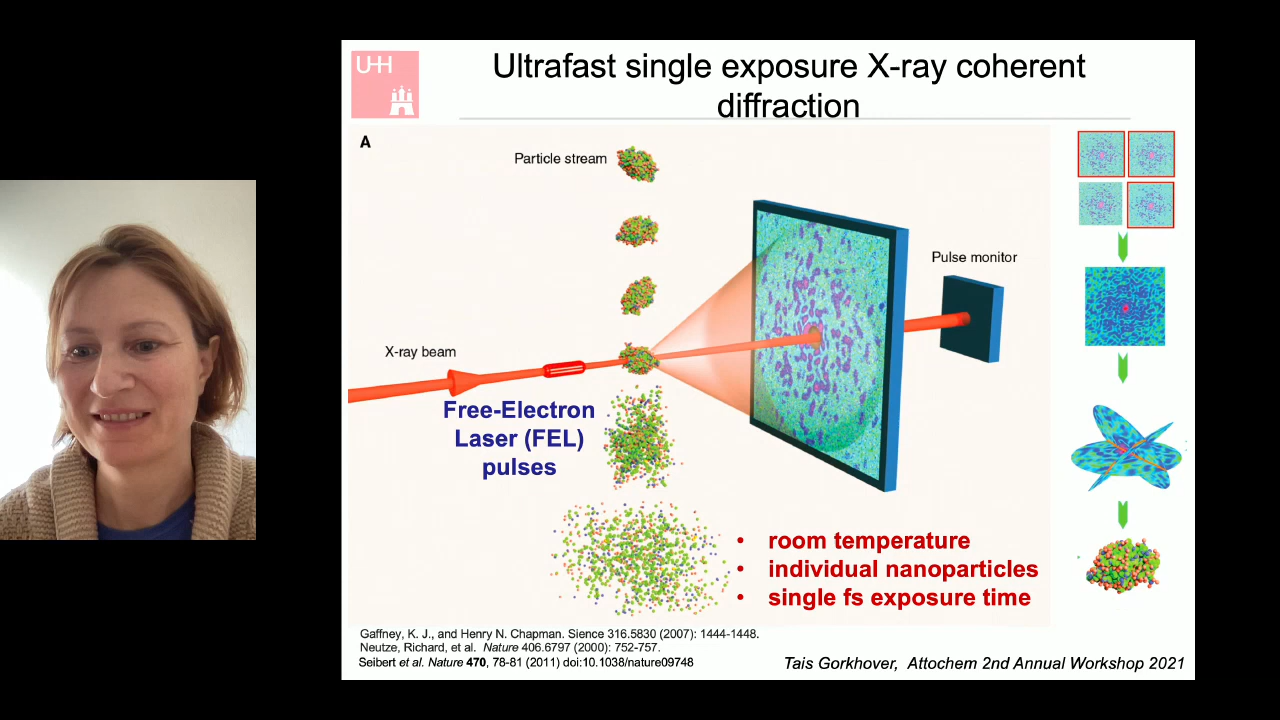 UHH
Ultrafast single exposure X-ray coherent
diffraction
A
Particle stream
Pulse monitor
X-ray beam
Free-Electron
Laser (FEL)
pulses
• room temperature
• individual nanoparticles
• single fs exposure time
Gaffney, K. J., and Henry N. Chapman. Sience 316.5830 (2007): 1444-1448.
Neutze, Richard, et al. Nature 406.6797 (2000): 752-757.
Seibert et al. Nature 470, 78-81 (2011) doi:10.1038/nature09748
Tais Gorkhover, Attochem 2nd Annual Workshop 2021